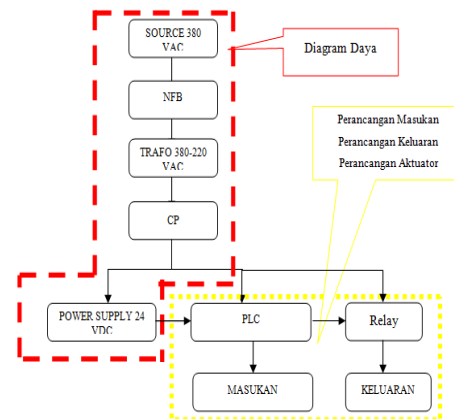 SOURCE 380
VAC
Diagram Daya
NFB
Perancangan Masukan
Perancangan Keluaran
Perancangan Aktuator
TRAFO 380-220
VAC
CP
POWER SUPPLY 24
VDC
PLC
Relay
MASUKAN
KELUARAN